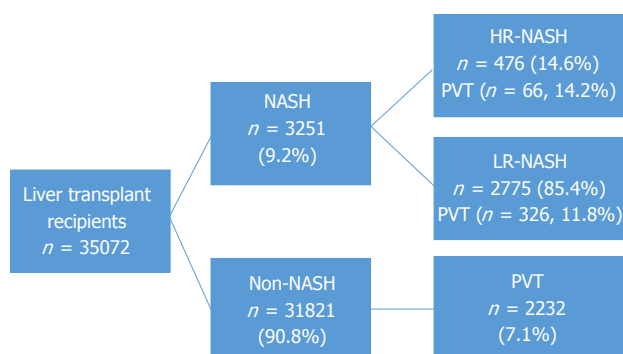 Liver transplant
recipients
n = 35072
NASH
n = 3251
(9.2%)
Non-NASH
n = 31821
(90.8%)
HR-NASH
n = 476 (14.6%)
PVT (n = 66, 14.2%)
LR-NASH
n = 2775 (85.4%)
PVT (n = 326, 11.8%)
PVT
n = 2232
(7.1%)